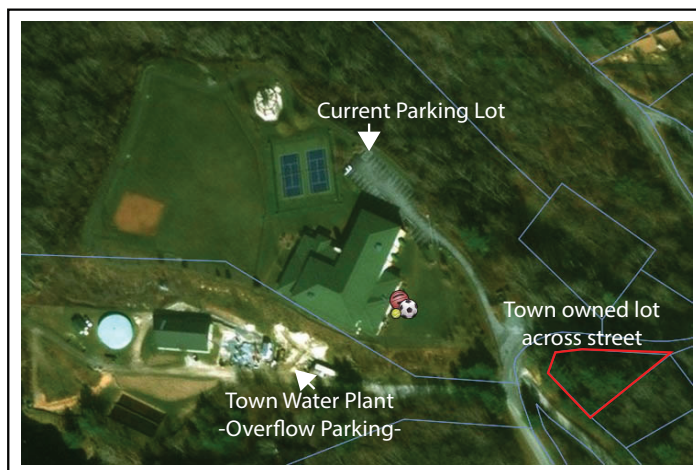 Current Parking Lot
Town owned lot
across street
Town Water Plant
-Overflow Parking-